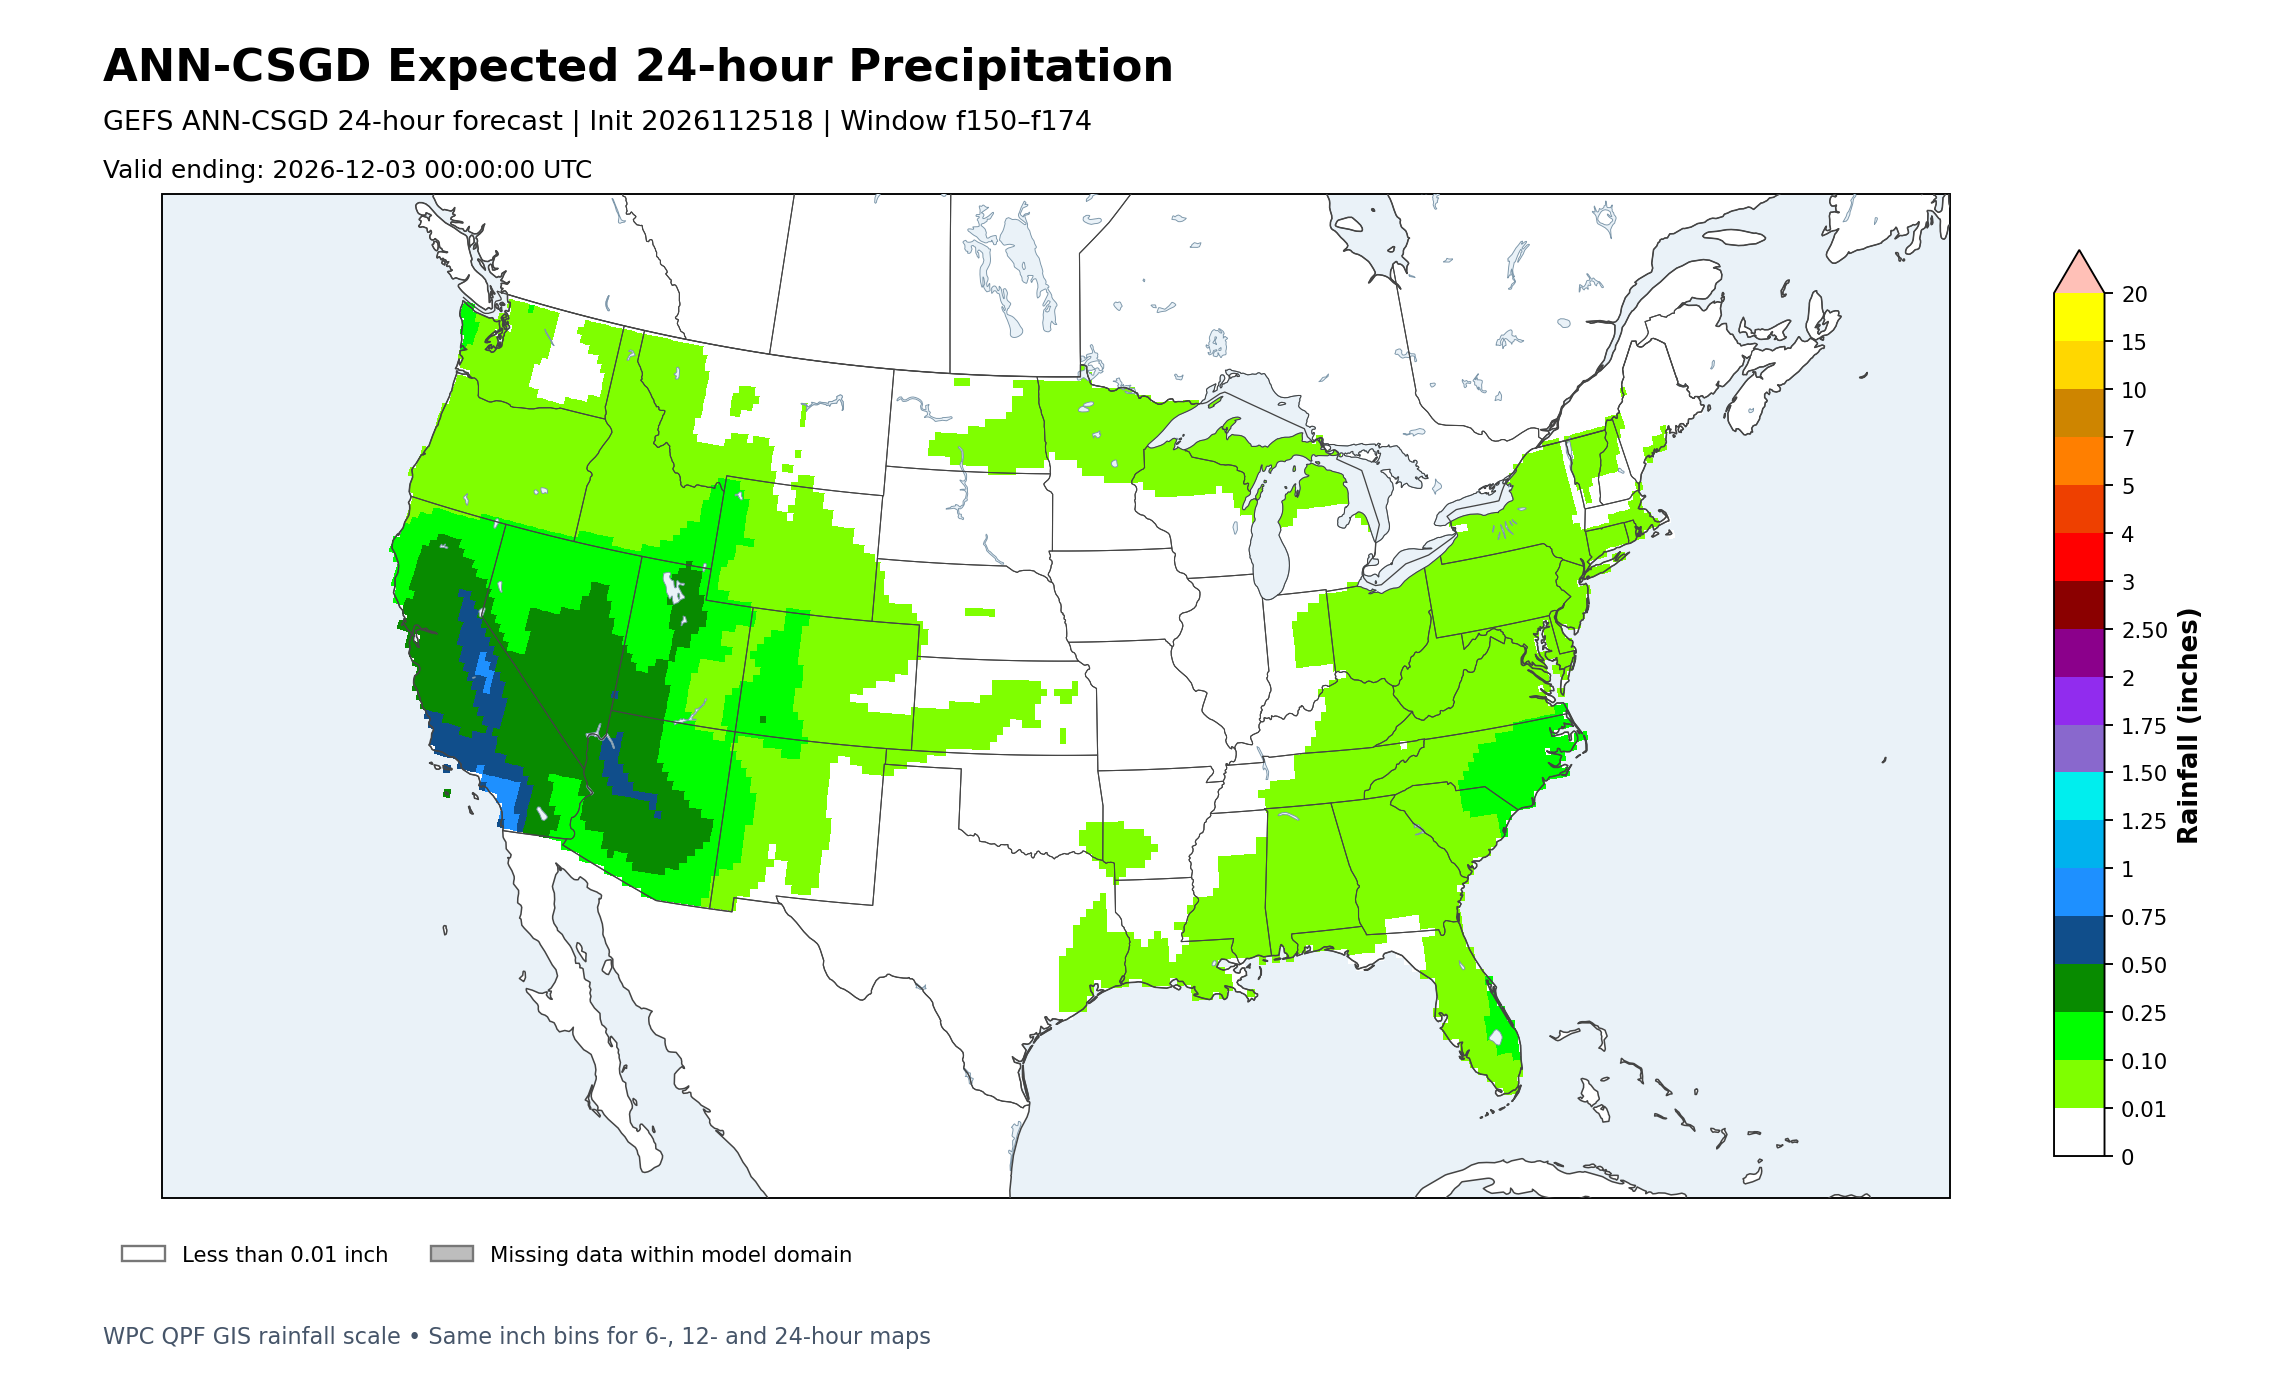 ANN-CSGD Expected 24-hour Precipitation
GEFS ANN-CSGD 24-hour forecast | Init 2026112518 | Window f150–f174
Valid ending: 2026-12-03 00:00:00 UTC
20
15
10
7
5
4
3
2.50
2
1.75
1.50
1.25
1
0.75
0.50
0.25
0.10
0.01
0
Rainfall (inches)
Less than 0.01 inch
Missing data within model domain
WPC QPF GIS rainfall scale • Same inch bins for 6-, 12- and 24-hour maps